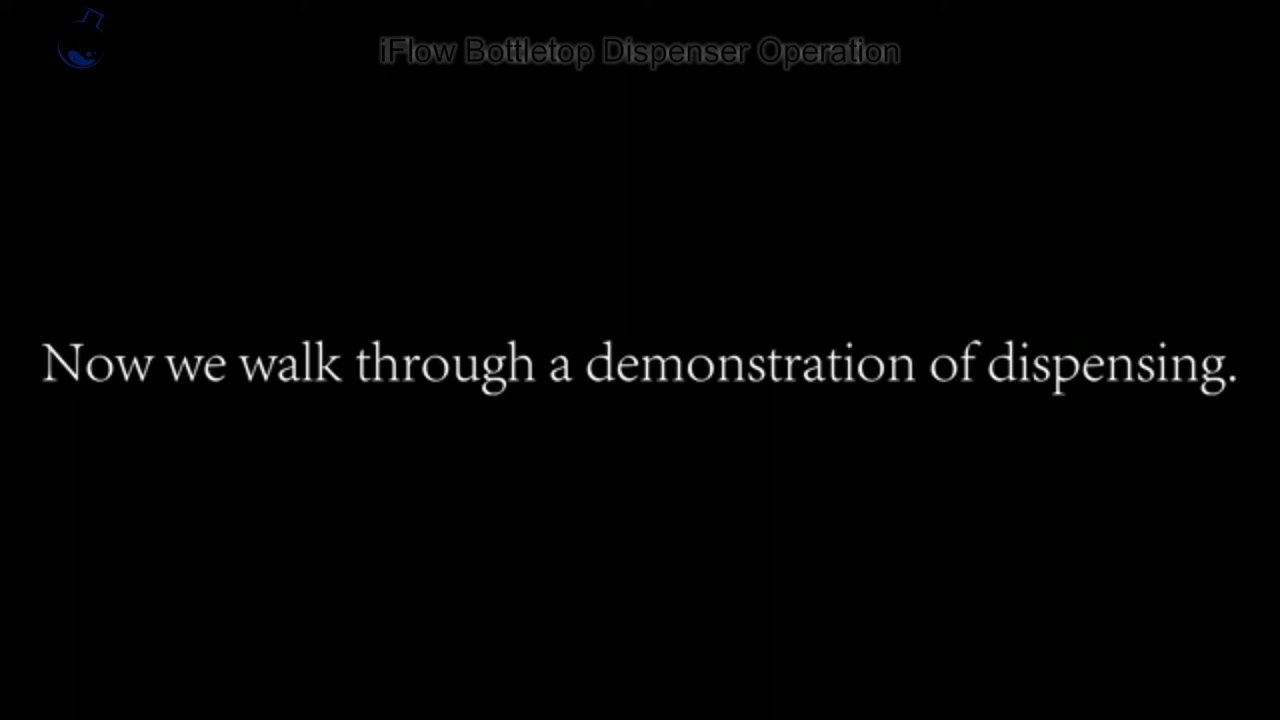 iFlow Bottletop Dispenser Operation
Now we walk through a demonstration of dispensing.